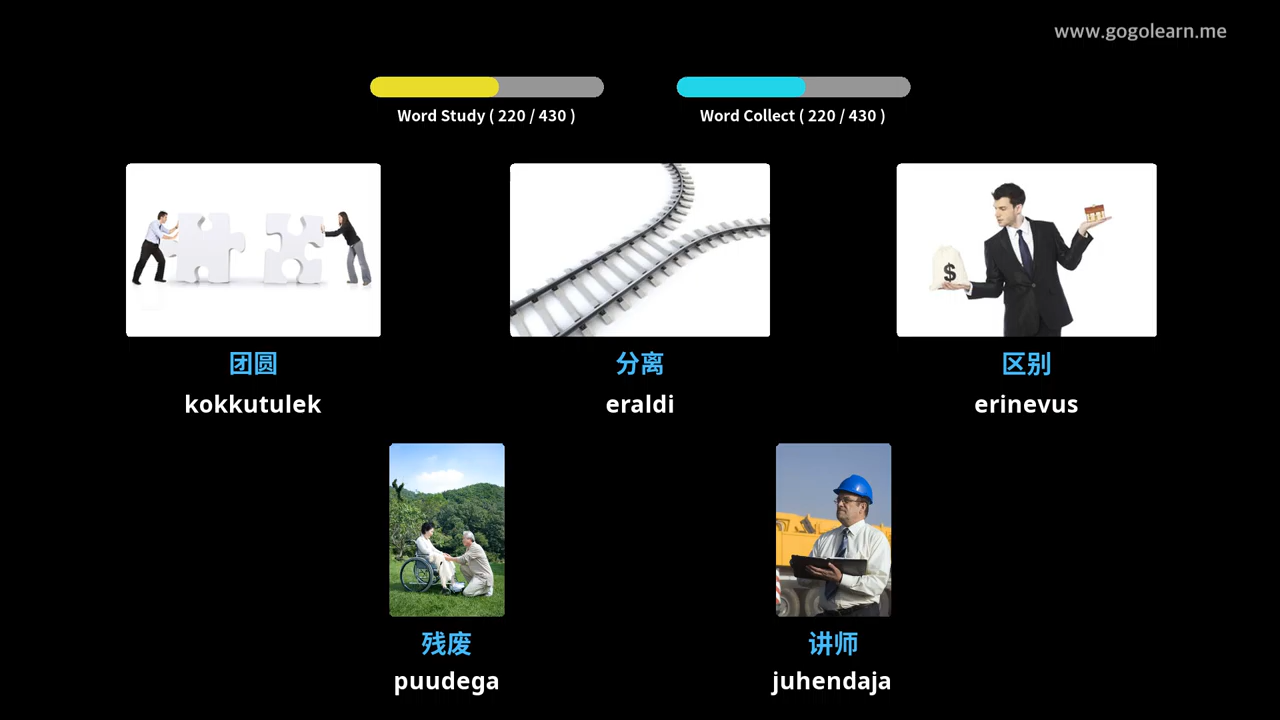 www.gogolearn.me
Word Study ( 220 / 430 )
Word Collect ( 220 / 430 )
团圆
分离
区别
kokkutulek
eraldi
erinevus
$
残废
讲师
puudega
juhendaja